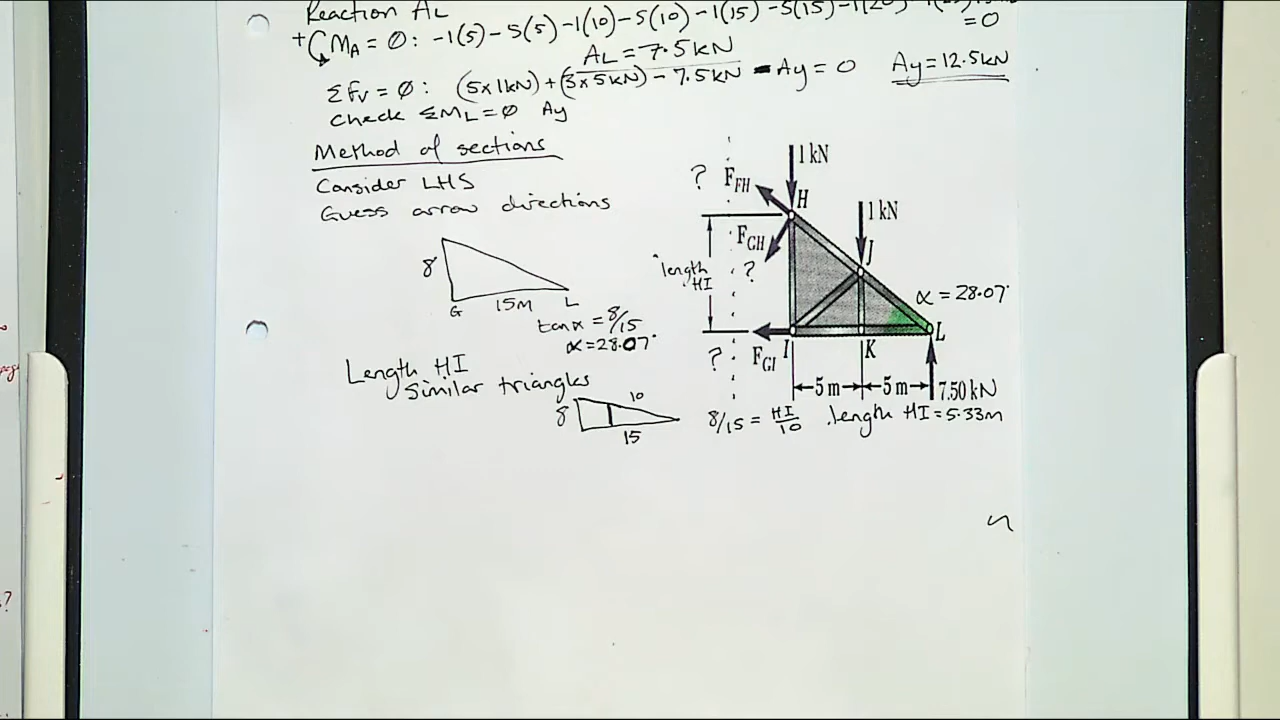 Reaction AL
+ MA = 0: -1(5) - 5(5) - 1(10) - 5(10) - 1(15) - 5(15) - 1(20)
= 0
AL = 7.5kN
ΣFv = 0: (5x1kN) + (3x5kN) - 7.5kN - Ay = 0 Ay = 12.5kN
Check ΣML = 0 Ay
Method of sections
Consider LHS
Guess arrow directions
8
G 15M L
tanα = 8/15
α = 28.07°
Length HI
Similar triangles
8 10
15
8/15 = HI/10 . length HI = 5.33m
1 kN
? FFH H
1 kN
FGH J
"length HI ?
α = 28.07°
L
? FGI I K
5 m 5 m 7.50 kN
?